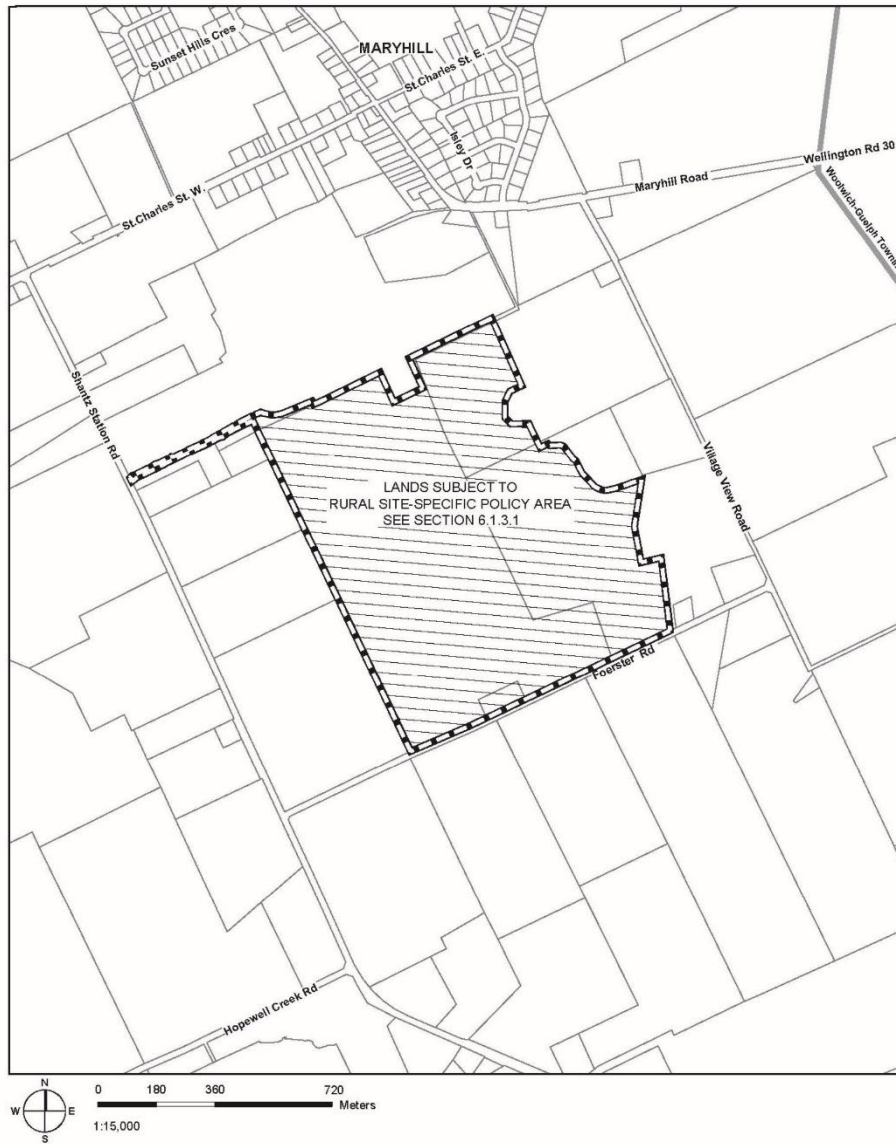 Sunset Hills Cres
MARYHILL
St.Charles St. E.
Isley Dr
Wellington Rd 30
Maryhill Road
Woolwich-Guelph
St.Charles St. W.
Shantz Station Rd
Village View Road
LANDS SUBJECT TO
RURAL SITE-SPECIFIC POLICY AREA
SEE SECTION 6.1.3.1
Foerster Rd
Hopewell Creek Rd
N
W E
S
0 180 360 720
Meters
1:15,000